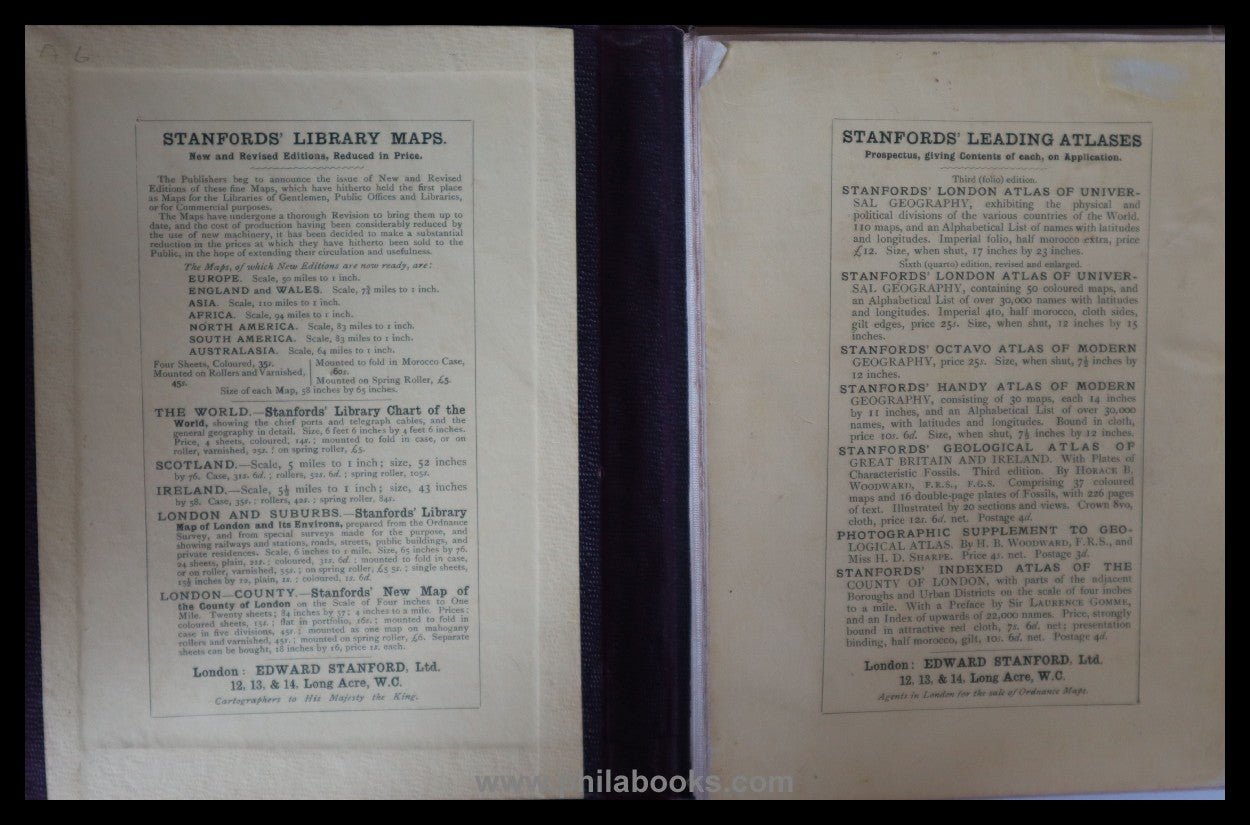 A 6
STANFORDS' LIBRARY MAPS.
New and Revised Editions, Reduced in Price.
The Publishers beg to announce the issue of New and Revised
Editions of these fine Maps, which have hitherto held the first place
as Maps for the Libraries of Gentlemen, Public Offices and Libraries,
or for Commercial purposes.
The Maps have undergone a thorough Revision to bring them up to
date, and the cost of production having been considerably reduced by
the use of new machinery, it has been decided to make a substantial
reduction in the prices at which they have hitherto been sold to the
Public, in the hope of extending their circulation and usefulness.
The Maps, of which New Editions are now ready, are:
EUROPE. Scale, 50 miles to 1 inch.
ENGLAND and WALES. Scale, 7¾ miles to 1 inch.
ASIA. Scale, 110 miles to 1 inch.
AFRICA. Scale, 94 miles to 1 inch.
NORTH AMERICA. Scale, 83 miles to 1 inch.
SOUTH AMERICA. Scale, 83 miles to 1 inch.
AUSTRALASIA. Scale, 64 miles to 1 inch.
Four Sheets, Coloured, 35s.
Mounted on Rollers and Varnished,
45s.
Mounted to fold in Morocco Case,
60s.
Mounted on Spring Roller, £5.
Size of each Map, 58 inches by 65 inches.
THE WORLD.—Stanfords' Library Chart of the
World, showing the chief ports and telegraph cables, and the
general geography in detail. Size, 6 feet 6 inches by 4 feet 6 inches.
Price, 4 sheets, coloured, 14s.; mounted to fold in case, or on
roller, varnished, 25s.; on spring roller, £5.
SCOTLAND.—Scale, 5 miles to 1 inch; size, 52 inches
by 76. Case, 31s. 6d.; rollers, 52s. 6d.; spring roller, 105s.
IRELAND.—Scale, 5½ miles to 1 inch; size, 43 inches
by 58. Case, 35s.; rollers, 42s.; spring roller, 84s.
LONDON AND SUBURBS.—Stanfords' Library
Map of London and its Environs, prepared from the Ordnance
Survey, and from special surveys made for the purpose, and
showing railways and stations, roads, streets, public buildings, and
private residences. Scale, 6 inches to 1 mile. Size, 65 inches by 76.
24 sheets, plain, 21s.; coloured, 31s. 6d.; mounted to fold in case,
or on roller, varnished, 55s.; on spring roller, £5 5s.; single sheets,
15½ inches by 12, plain, 1s.; coloured, 1s. 6d.
LONDON—COUNTY.—Stanfords' New Map of
the County of London on the Scale of Four inches to One
Mile. Twenty sheets; 84 inches by 57; 4 inches to a mile. Prices:
coloured sheets, 15s.; flat in portfolio, 16s.; mounted to fold in
case in five divisions, 45s.; mounted as one map on mahogany
rollers and varnished, 45s.; mounted on spring roller, £6. Separate
sheets can be bought, 18 inches by 16, price 1s. each.
London: EDWARD STANFORD, Ltd.
12, 13, & 14, Long Acre, W.C.
Cartographers to His Majesty the King.
STANFORDS' LEADING ATLASES
Prospectus, giving Contents of each, on Application.
Third (folio) edition.
STANFORDS' LONDON ATLAS OF UNIVER-
SAL GEOGRAPHY, exhibiting the physical and
political divisions of the various countries of the World.
110 maps, and an Alphabetical List of names with latitudes
and longitudes. Imperial folio, half morocco extra, price
£12. Size, when shut, 17 inches by 23 inches.
Sixth (quarto) edition, revised and enlarged.
STANFORDS' LONDON ATLAS OF UNIVER-
SAL GEOGRAPHY, containing 50 coloured maps, and
an Alphabetical List of over 30,000 names with latitudes
and longitudes. Imperial 4to, half morocco, cloth sides,
gilt edges, price 25s. Size, when shut, 12 inches by 15
inches.
STANFORDS' OCTAVO ATLAS OF MODERN
GEOGRAPHY, price 25s. Size, when shut, 7½ inches by
12 inches.
STANFORDS' HANDY ATLAS OF MODERN
GEOGRAPHY, consisting of 30 maps, each 14 inches
by 11 inches, and an Alphabetical List of over 30,000
names, with latitudes and longitudes. Bound in cloth,
price 10s. 6d. Size, when shut, 7½ inches by 12 inches.
STANFORDS' GEOLOGICAL ATLAS OF
GREAT BRITAIN AND IRELAND. With Plates of
Characteristic Fossils. Third edition. By HORACE B.
WOODWARD, F.R.S., F.G.S. Comprising 37 coloured
maps and 16 double-page plates of Fossils, with 226 pages
of text. Illustrated by 20 sections and views. Crown 8vo,
cloth, price 12s. 6d. net. Postage 4d.
PHOTOGRAPHIC SUPPLEMENT TO GEO-
LOGICAL ATLAS. By H. B. WOODWARD, F.R.S., and
Miss H. D. SHARPE. Price 4s. net. Postage 3d.
STANFORDS' INDEXED ATLAS OF THE
COUNTY OF LONDON, with parts of the adjacent
Boroughs and Urban Districts on the scale of four inches
to a mile. With a Preface by Sir LAURENCE GOMME,
and an Index of upwards of 22,000 names. Price, strongly
bound in attractive red cloth, 7s. 6d. net; presentation
binding, half morocco, gilt, 10s. 6d. net. Postage 4d.
London: EDWARD STANFORD, Ltd.
12, 13, & 14, Long Acre, W.C.
Agents in London for the sale of Ordnance Maps.
www.philabooks.com